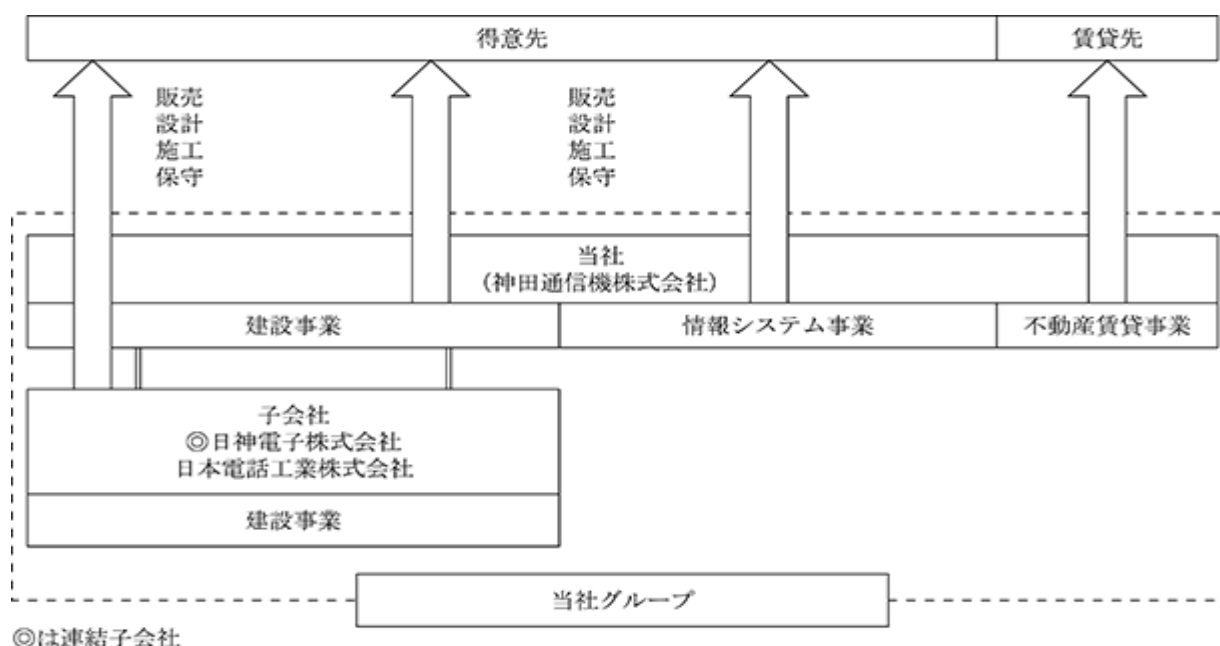 得意先
賃貸先
販売
設計
施工
保守
販売
設計
施工
保守
当社
(神田通信機株式会社)
建設事業
情報システム事業
不動産賃貸事業
子会社
◎日神電子株式会社
日本電話工業株式会社
建設事業
当社グループ
◎は連結子会社